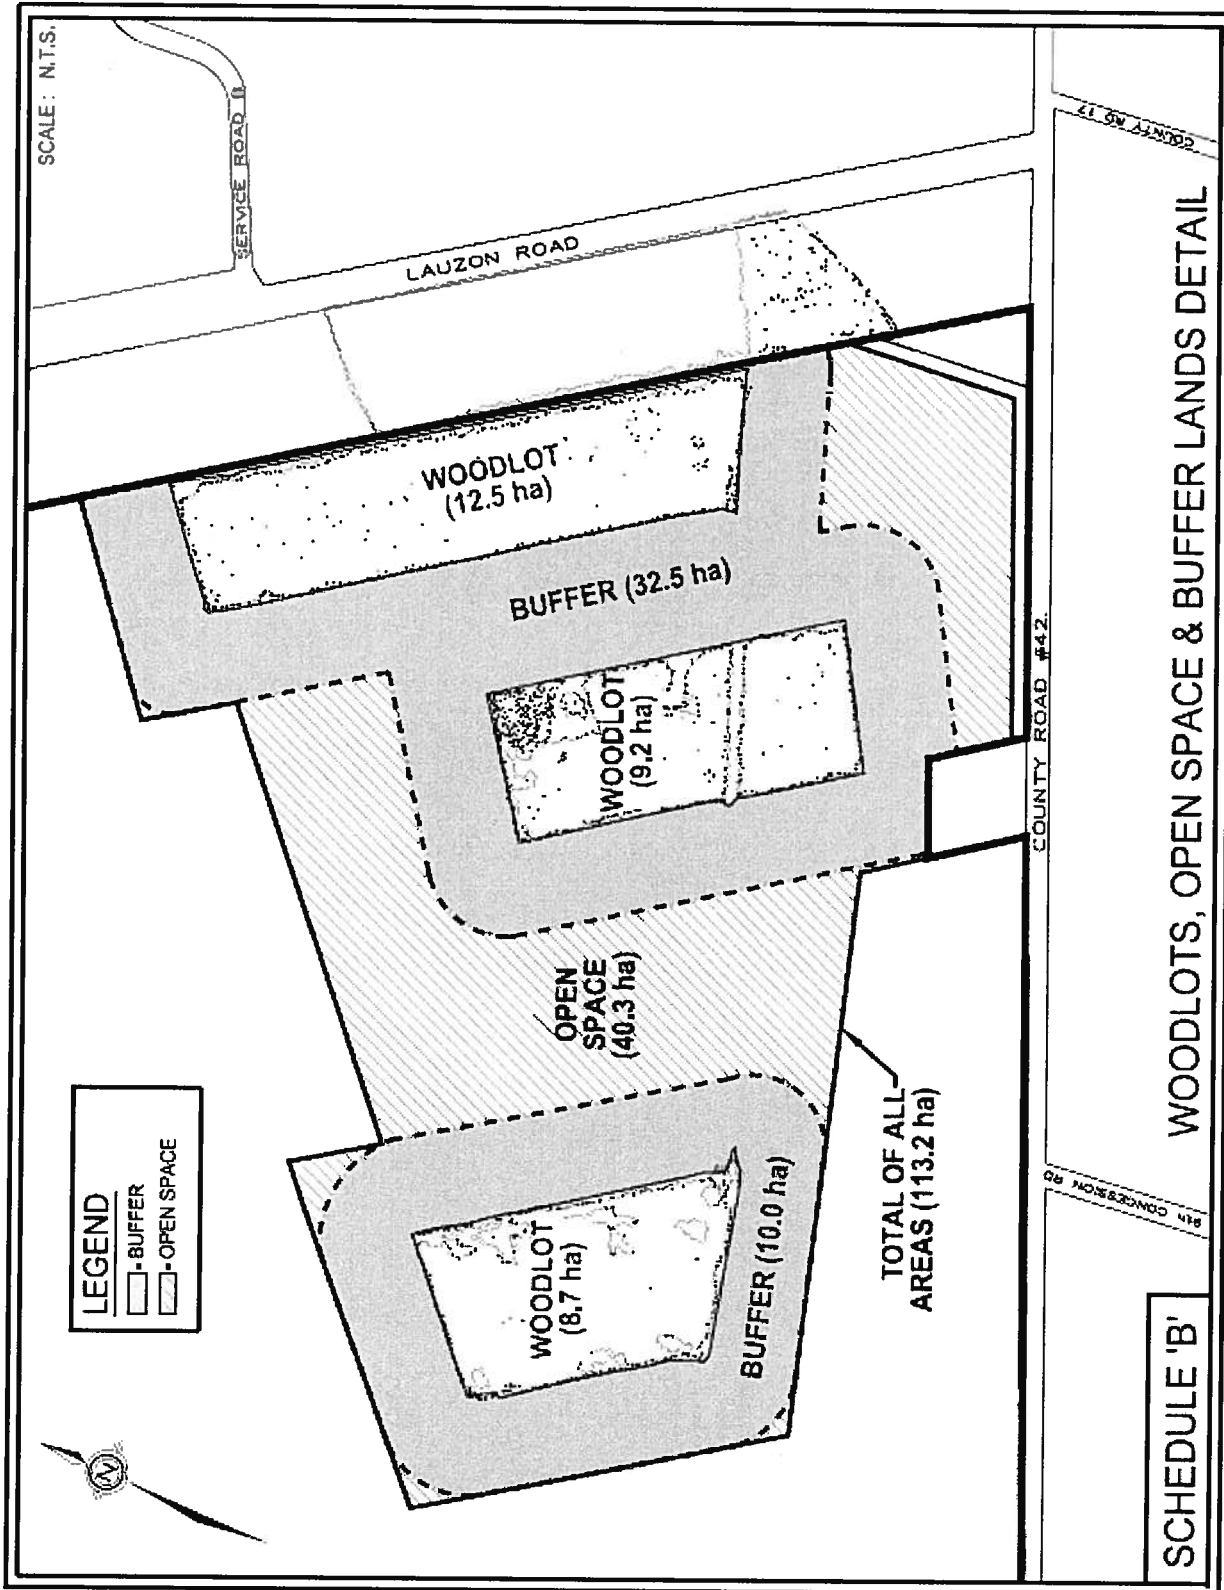 SCALE: N.T.S.
SERVICE ROAD B
LAUZON ROAD
COUNTY RD 17
WOODLOT
(12.5 ha)
BUFFER (32.5 ha)
WOODLOT
(9.2 ha)
COUNTY ROAD #42.
OPEN
SPACE
(40.3 ha)
LEGEND
-BUFFER
-OPEN SPACE
WOODLOT
(8.7 ha)
BUFFER (10.0 ha)
TOTAL OF ALL
AREAS (113.2 ha)
9TH CONCESSION RD
N
SCHEDULE 'B'
WOODLOTS, OPEN SPACE & BUFFER LANDS DETAIL